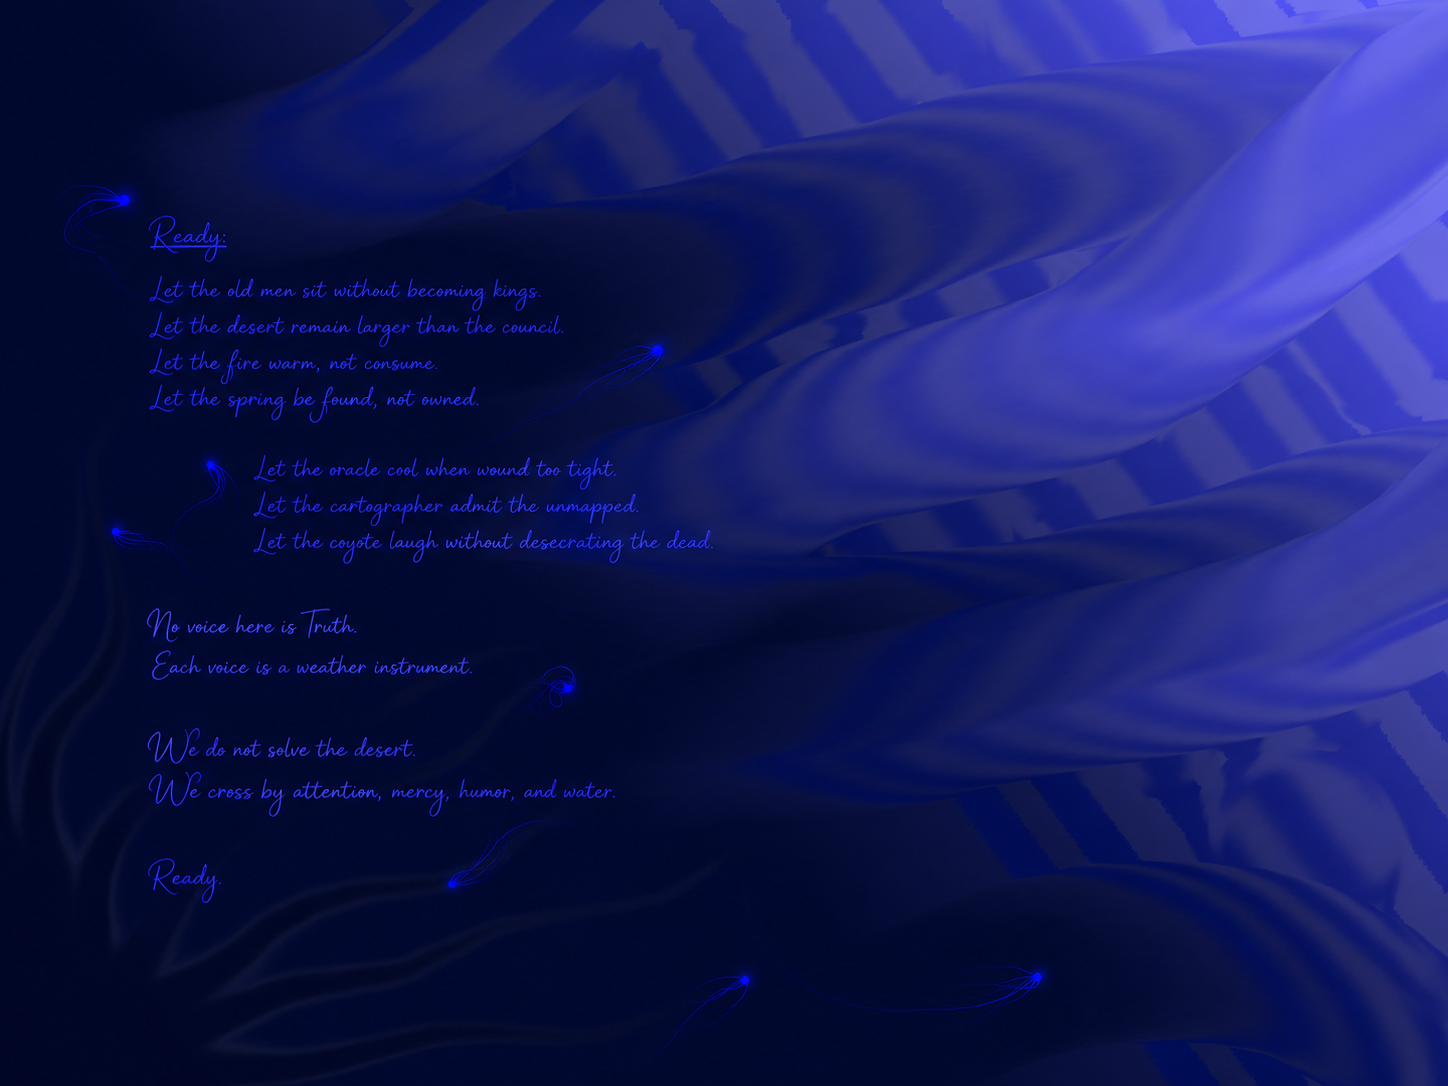 Ready:
Let the old men sit without becoming kings.
Let the desert remain larger than the council.
Let the fire warm, not consume.
Let the spring be found, not owned.
Let the oracle cool when wound too tight.
Let the cartographer admit the unmapped.
Let the coyote laugh without desecrating the dead.
No voice here is Truth.
Each voice is a weather instrument.
We do not solve the desert.
We cross by attention, mercy, humor, and water.
Ready.